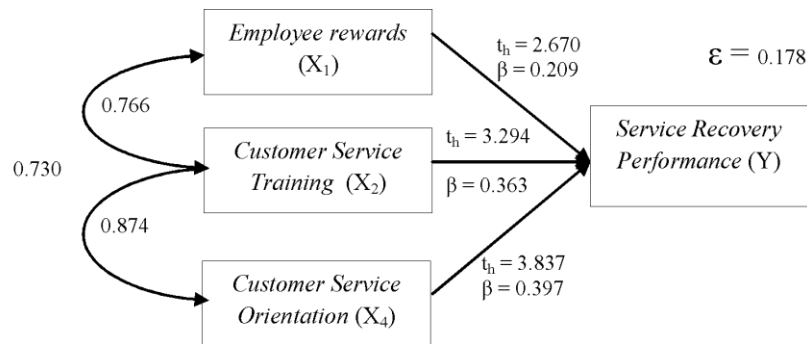 Employee rewards
(X₁)
tₕ = 2.670
β = 0.209
ε = 0.178
0.766
Customer Service
Training (X₂)
tₕ = 3.294
β = 0.363
Service Recovery
Performance (Y)
0.730
0.874
Customer Service
Orientation (X₄)
tₕ = 3.837
β = 0.397